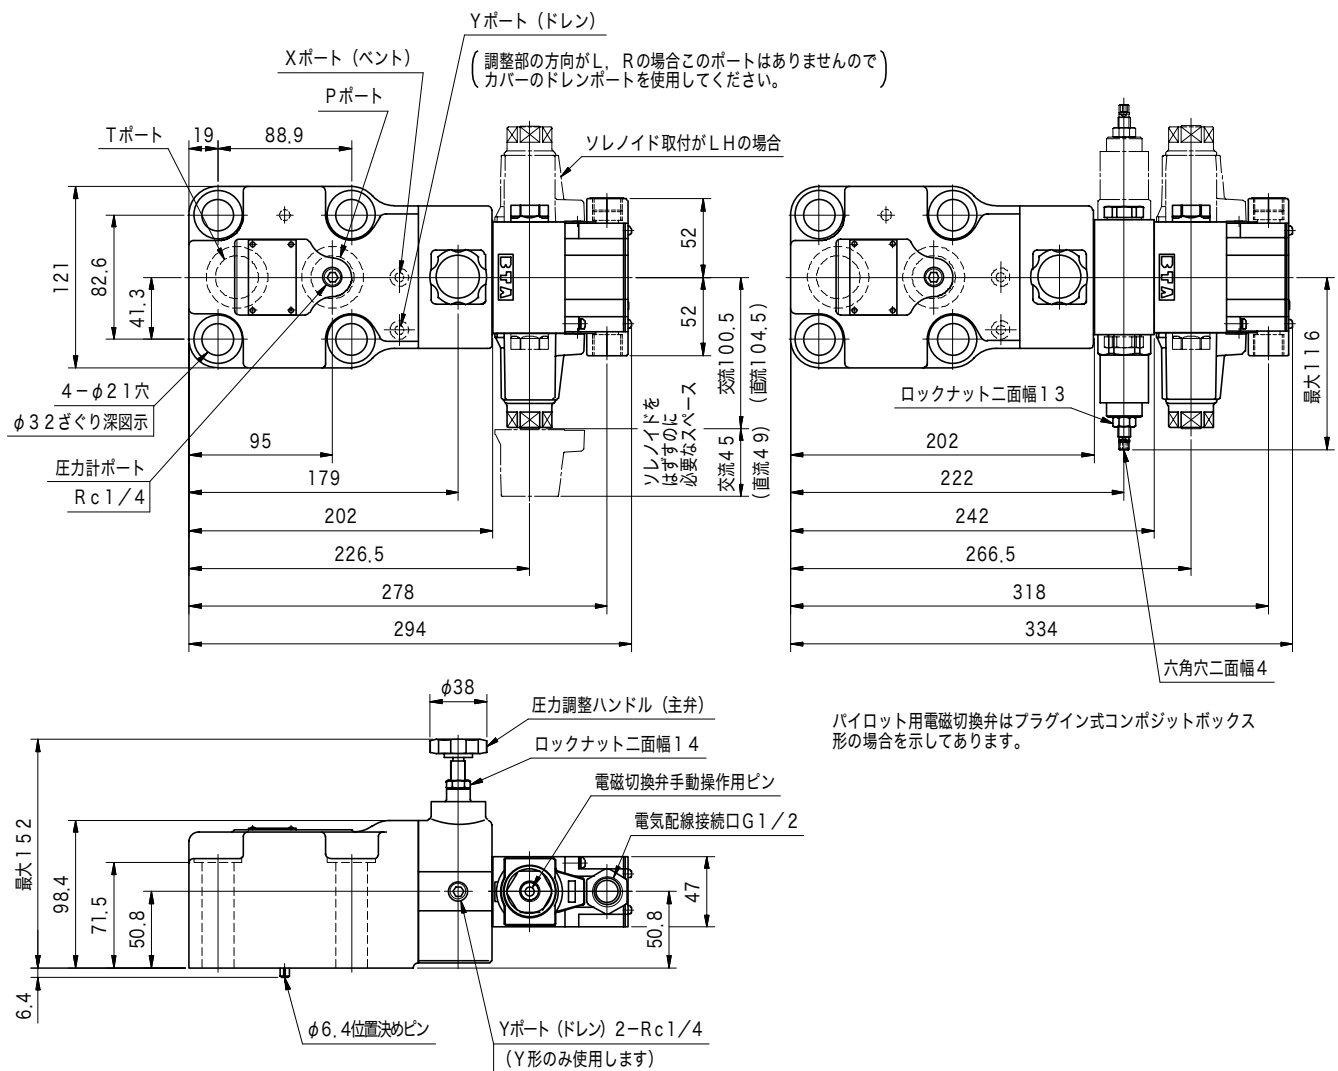 Yポート（ドレン）
Xポート（ベント）
（調整部の方向がL，Rの場合このポートはありませんので
カバーのドレンポートを使用してください。）
Pポート
Tポート
19
88.9
ソレノイド取付がLHの場合
121
82.6
41.3
BTA
52
52
交流100.5
（直流104.5）
ソレノイドを
はずすのに
必要なスペース
交流45
（直流49）
4－φ21穴
φ32ざぐり深図示
圧力計ポート
Rc1/4
95
179
202
226.5
278
294
BTA
最大116
ロックナット二面幅13
202
222
242
266.5
318
334
六角穴二面幅4
パイロット用電磁切換弁はプラグイン式コンポジットボックス
形の場合を示してあります。
φ38
圧力調整ハンドル（主弁）
ロックナット二面幅14
電磁切換弁手動操作用ピン
電気配線接続口G1/2
最大152
98.4
71.5
50.8
6.4
47
50.8
φ6.4位置決めピン
Yポート（ドレン）2－Rc1/4
（Y形のみ使用します）